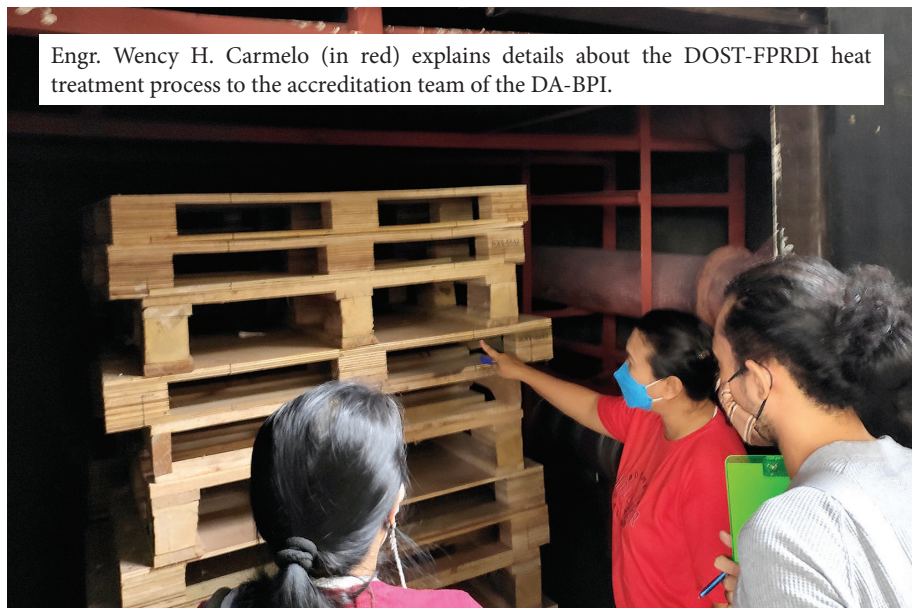 Engr. Wency H. Carmelo (in red) explains details about the DOST-FPRDI heat
treatment process to the accreditation team of the DA-BPI.